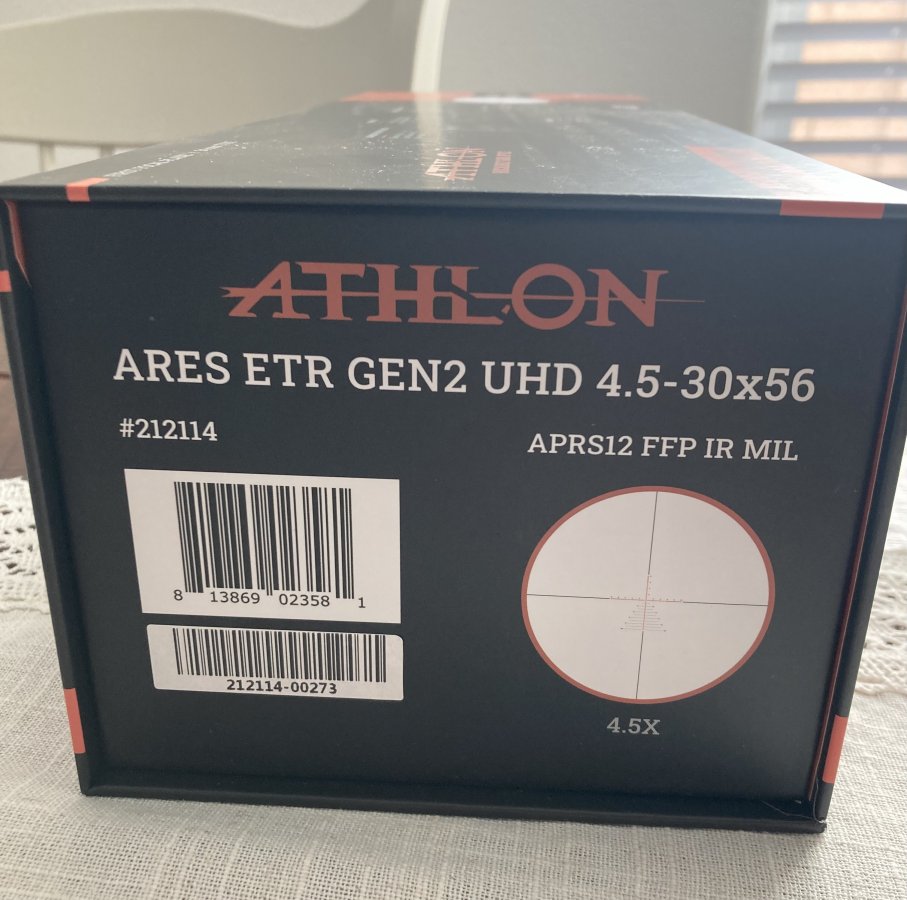 ATHLON
ATHLON
ARES ETR GEN2 UHD 4.5-30x56
#212114
APRS12 FFP IR MIL
8 13869 02358 1
212114-00273
4.5X